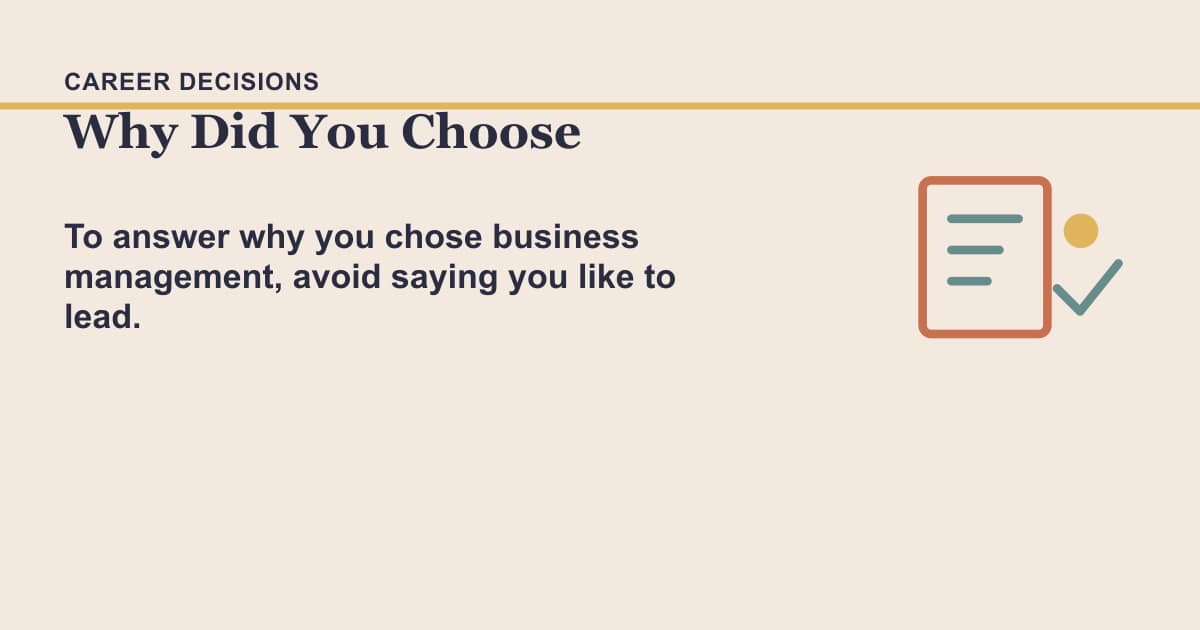 CAREER DECISIONS
Why Did You Choose
To answer why you chose business
management, avoid saying you like to
lead.